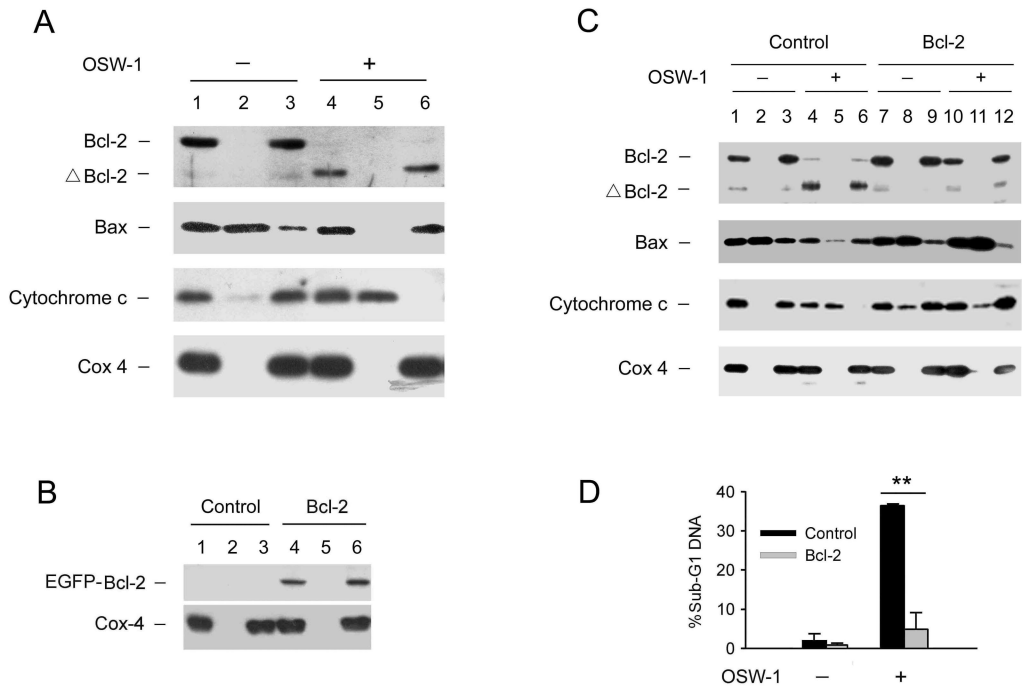 A
OSW-1 – +
1 2 3 4 5 6
Bcl-2 –
△Bcl-2 –
Bax –
Cytochrome c –
Cox 4 –
B
Control Bcl-2
1 2 3 4 5 6
EGFP-Bcl-2 –
Cox-4 –
C
Control Bcl-2
OSW-1 – + – +
1 2 3 4 5 6 7 8 9 10 11 12
Bcl-2 –
△Bcl-2 –
Bax –
Cytochrome c –
Cox 4 –
D
%Sub-G1 DNA
40
30
20
10
0
**
Control
Bcl-2
OSW-1 – +